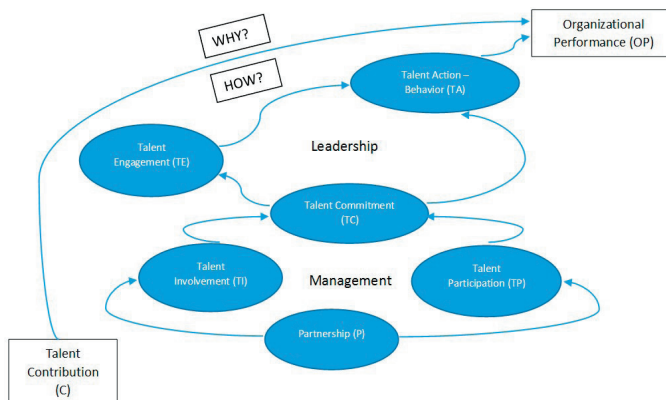 WHY?
Organizational
Performance (OP)
HOW?
Talent Action –
Behavior (TA)
Talent
Engagement (TE)
Leadership
Talent Commitment
(TC)
Talent
Involvement (TI)
Management
Talent
Participation (TP)
Partnership (P)
Talent
Contribution
(C)